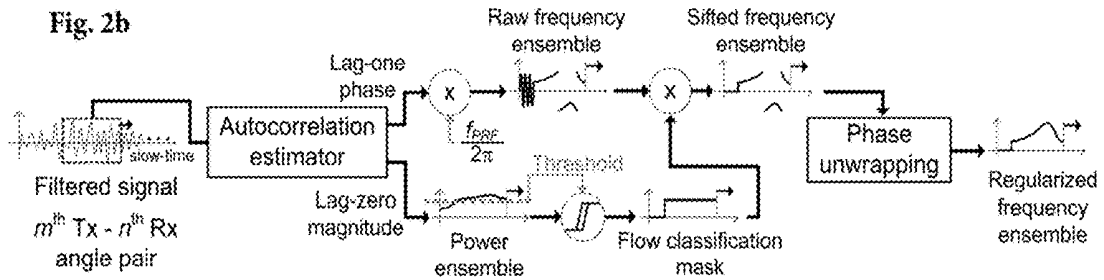 Fig. 2b
Raw frequency
ensemble
Sifted frequency
ensemble
Lag-one
phase
x
x
f_PRF
2π
Autocorrelation
estimator
slow-time
Filtered signal
m^th Tx - n^th Rx
angle pair
Lag-zero
magnitude
Threshold
Power
ensemble
Flow classification
mask
Phase
unwrapping
Regularized
frequency
ensemble